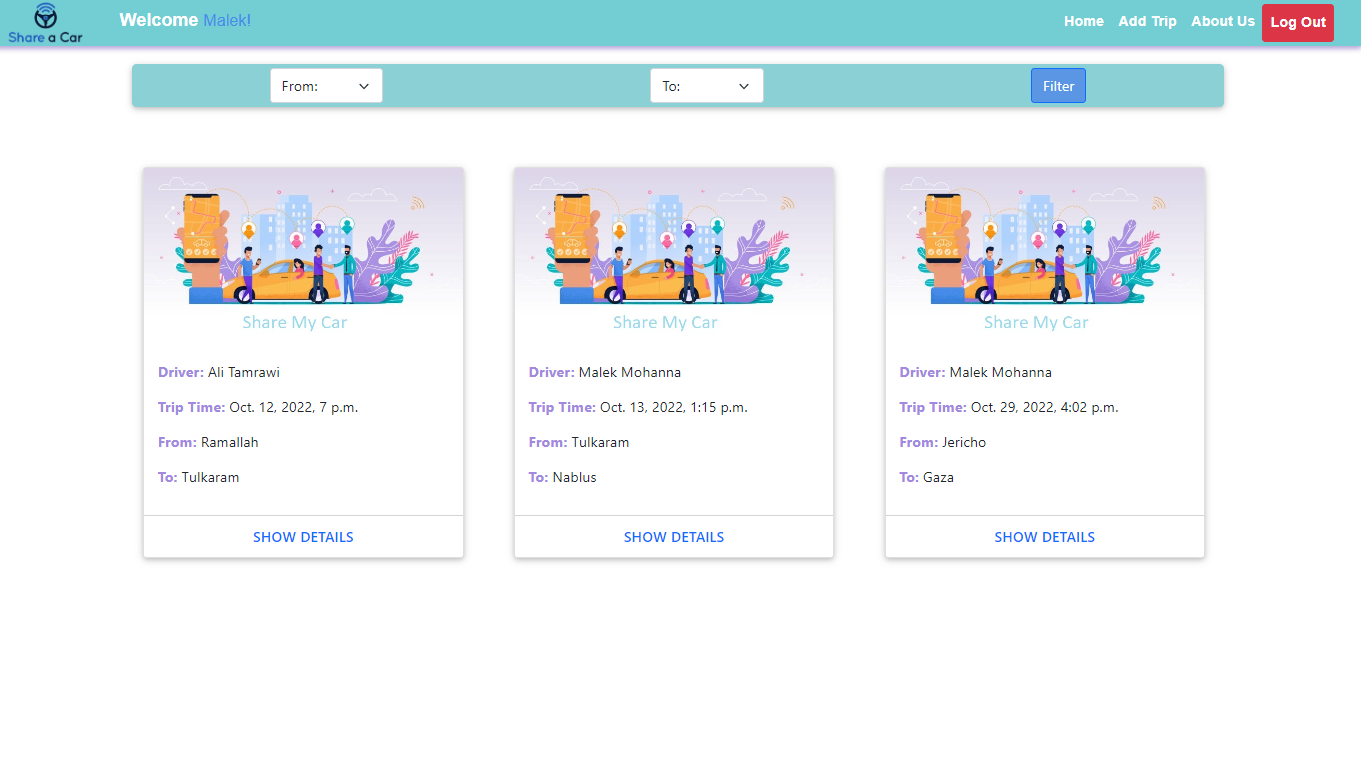 Share a Car
Welcome Malek!
Home Add Trip About Us Log Out
From: To: Filter
Share My Car
Driver: Ali Tamrawi
Trip Time: Oct. 12, 2022, 7 p.m.
From: Ramallah
To: Tulkaram
SHOW DETAILS
Share My Car
Driver: Malek Mohanna
Trip Time: Oct. 13, 2022, 1:15 p.m.
From: Tulkaram
To: Nablus
SHOW DETAILS
Share My Car
Driver: Malek Mohanna
Trip Time: Oct. 29, 2022, 4:02 p.m.
From: Jericho
To: Gaza
SHOW DETAILS